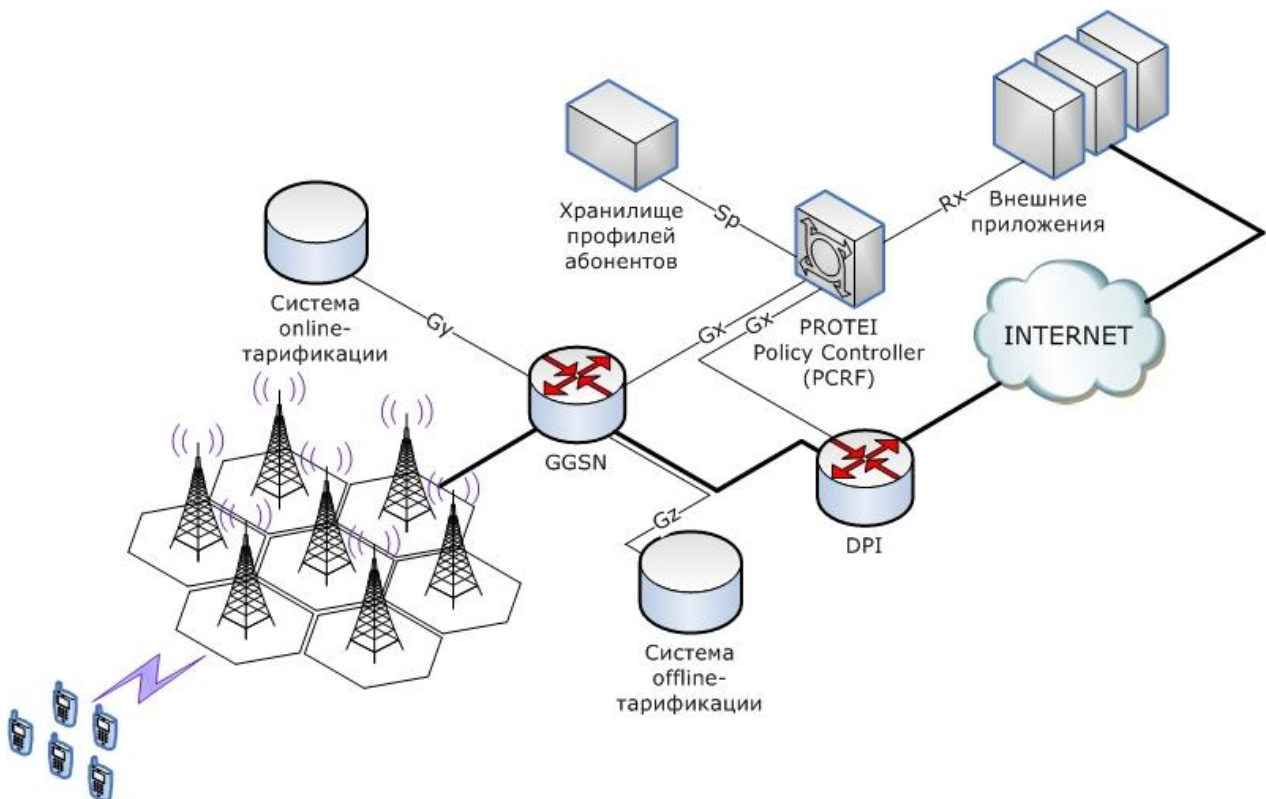 Хранилище
профилей
абонентов
Sp
Rx
Внешние
приложения
Система
online-
тарификации
Gy
Gx
Gx
PROTEI
Policy Controller
(PCRF)
INTERNET
GGSN
Gz
DPI
Система
offline-
тарификации